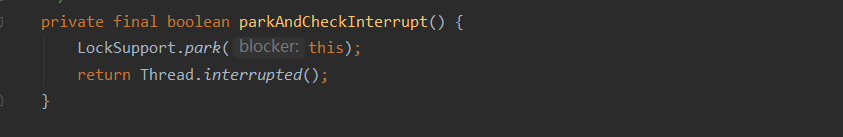 private final boolean parkAndCheckInterrupt() {
LockSupport.park( blocker: this);
return Thread.interrupted();
}